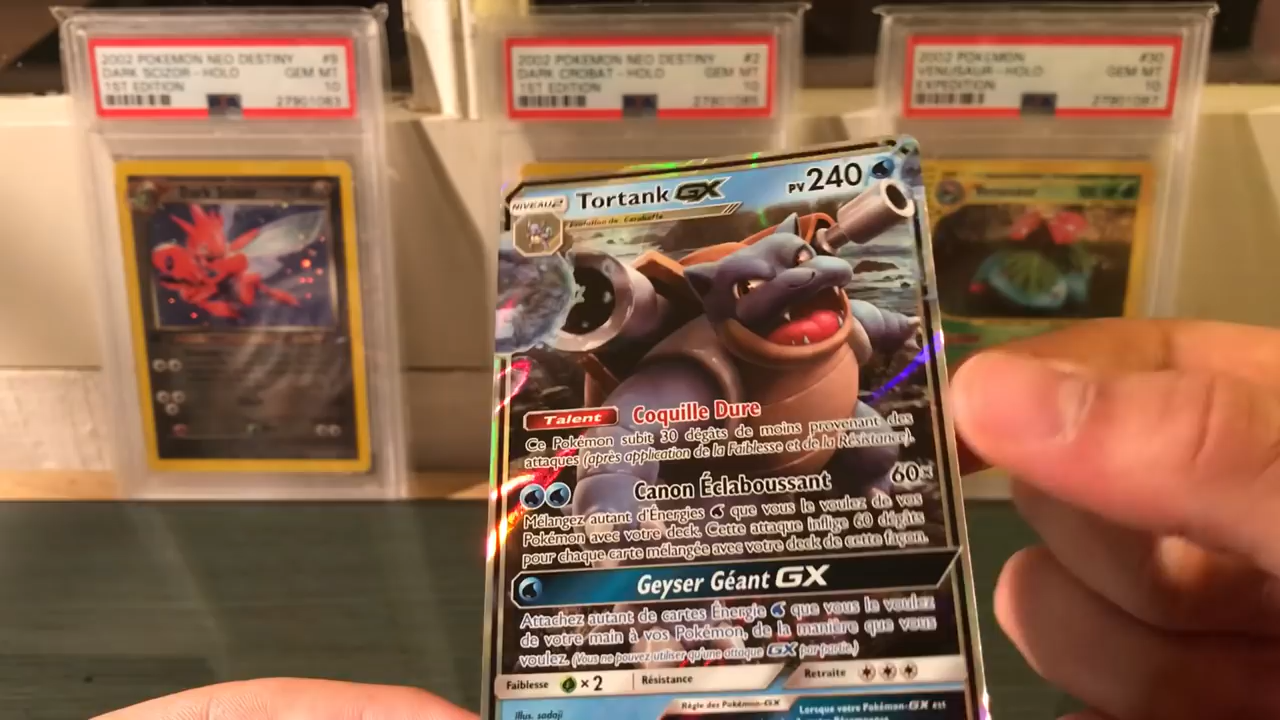 2002 POKEMON NEO DESTINY #9
DARK SCIZOR - HOLO GEM MT
1ST EDITION 10
27901083
2002 POKEMON NEO DESTINY #2
DARK CROBAT - HOLO GEM MT
1ST EDITION 10
27901085
2002 POKEMON #30
VENUSAUR - HOLO GEM MT
EXPEDITION 10
27901087
Dark Scizor
NIVEAU 2 Tortank GX PV 240
Évolution de Carabaffe
Talent Coquille Dure
Ce Pokémon subit 30 dégâts de moins provenant des
attaques (après application de la Faiblesse et de la Résistance).
Canon Éclaboussant 60×
Mélangez autant d'Énergies que vous le voulez de vos
Pokémon avec votre deck. Cette attaque inflige 60 dégâts
pour chaque carte mélangée avec votre deck de cette façon.
Geyser Géant GX
Attachez autant de cartes Énergie que vous le voulez
de votre main à vos Pokémon, de la manière que vous
voulez. (Vous ne pouvez utiliser qu'une attaque GX par partie.)
Faiblesse ×2 Résistance Retraite
illus. sadaji
Règle des Pokémon-GX
Lorsque votre Pokémon-GX est